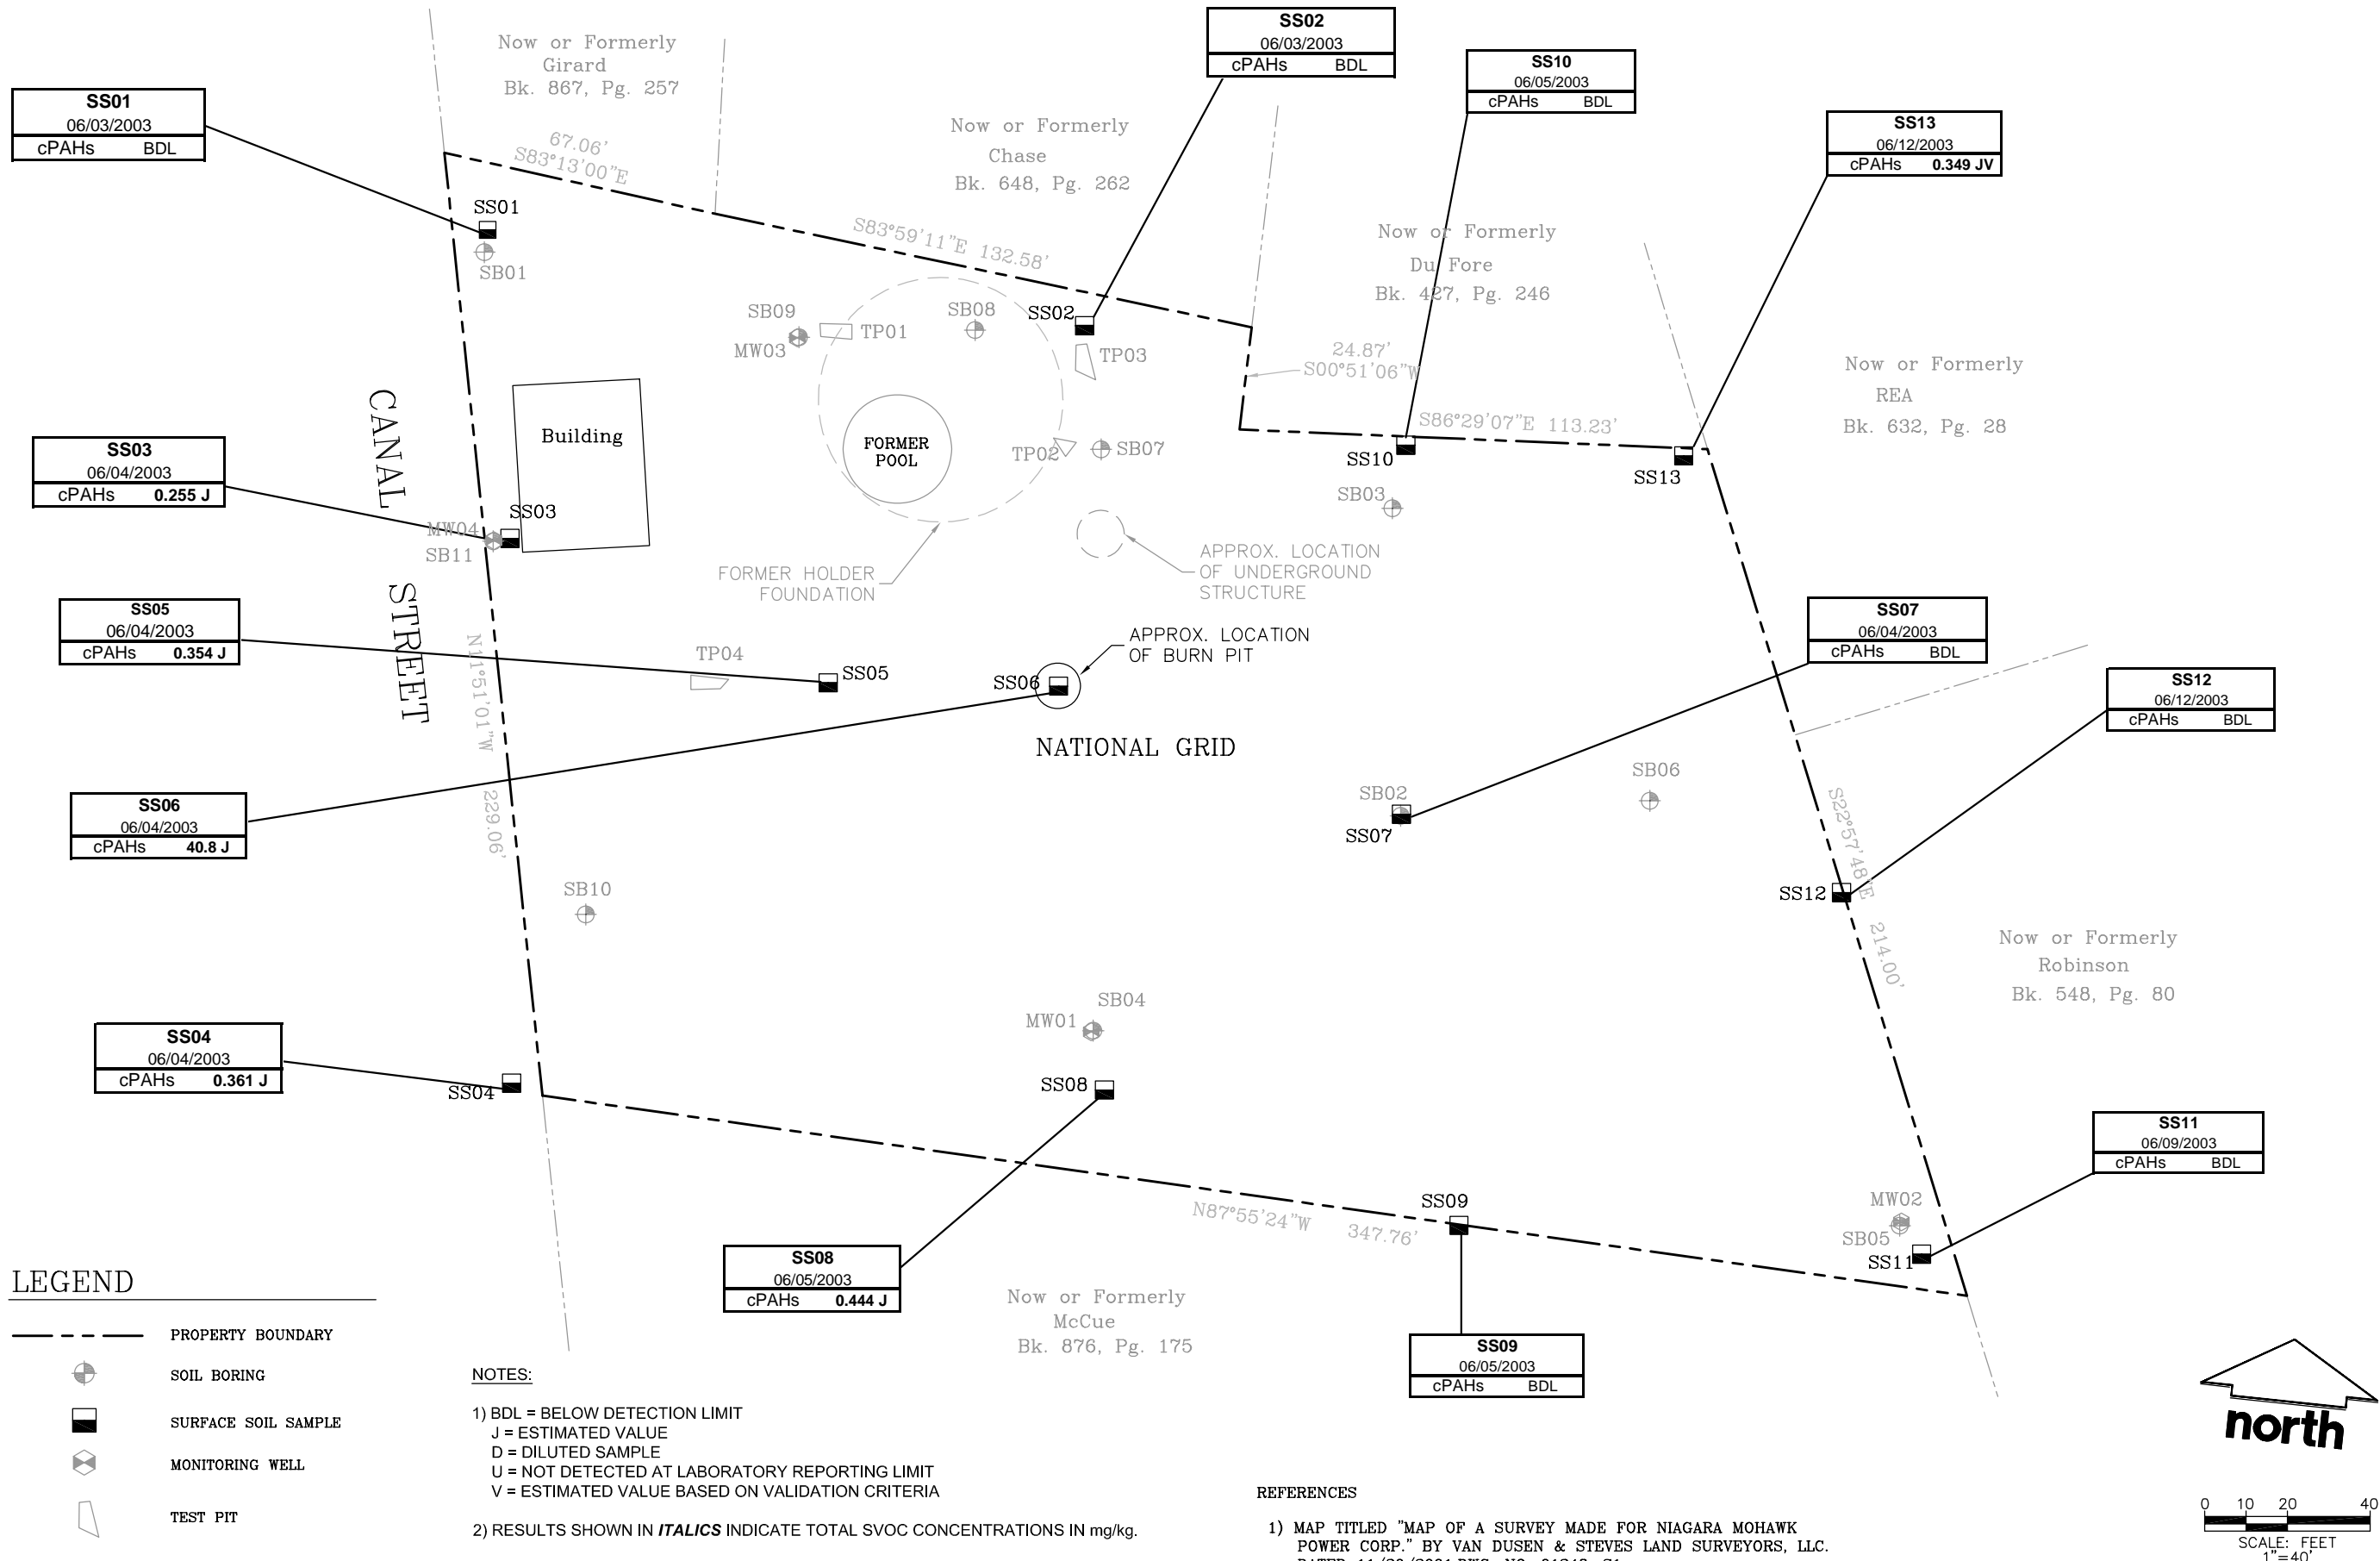 SS02
06/03/2003
cPAHs BDL
Now or Formerly
Girard
Bk. 867, Pg. 257
SS10
06/05/2003
cPAHs BDL
SS01
06/03/2003
cPAHs BDL
SS13
06/12/2003
cPAHs 0.349 JV
Now or Formerly
Chase
Bk. 648, Pg. 262
67.06'
S83°13'00"E
SS01
SB01
S83°59'11"E 132.58'
Now or Formerly
Du Fore
Bk. 427, Pg. 246
SB09
MW03
TP01
SB08
SS02
TP03
24.87'
S00°51'06"W
Now or Formerly
REA
Bk. 632, Pg. 28
CANAL STREET
Building
FORMER
POOL
TP02
SB07
S86°29'07"E 113.23'
SS10
SS13
SS03
06/04/2003
cPAHs 0.255 J
SB03
SS03
MW04
SB11
FORMER HOLDER
FOUNDATION
APPROX. LOCATION
OF UNDERGROUND
STRUCTURE
SS05
06/04/2003
cPAHs 0.354 J
SS07
06/04/2003
cPAHs BDL
N11°51'01"W 229.06'
TP04
SS05
SS06
APPROX. LOCATION
OF BURN PIT
SS12
06/12/2003
cPAHs BDL
NATIONAL GRID
SS06
06/04/2003
cPAHs 40.8 J
SB02
SS07
SB06
S22°57'48"E 214.00'
SS12
SB10
Now or Formerly
Robinson
Bk. 548, Pg. 80
SB04
MW01
SS04
06/04/2003
cPAHs 0.361 J
SS04
SS08
SS11
06/09/2003
cPAHs BDL
N87°55'24"W 347.76'
SS09
MW02
SB05
SS11
SS08
06/05/2003
cPAHs 0.444 J
Now or Formerly
McCue
Bk. 876, Pg. 175
SS09
06/05/2003
cPAHs BDL
LEGEND
PROPERTY BOUNDARY
SOIL BORING
SURFACE SOIL SAMPLE
MONITORING WELL
TEST PIT
NOTES:
1) BDL = BELOW DETECTION LIMIT
J = ESTIMATED VALUE
D = DILUTED SAMPLE
U = NOT DETECTED AT LABORATORY REPORTING LIMIT
V = ESTIMATED VALUE BASED ON VALIDATION CRITERIA
2) RESULTS SHOWN IN ITALICS INDICATE TOTAL SVOC CONCENTRATIONS IN mg/kg.
REFERENCES
1) MAP TITLED "MAP OF A SURVEY MADE FOR NIAGARA MOHAWK
POWER CORP." BY VAN DUSEN & STEVES LAND SURVEYORS, LLC.
north
0 10 20 40
SCALE: FEET
1"=40'